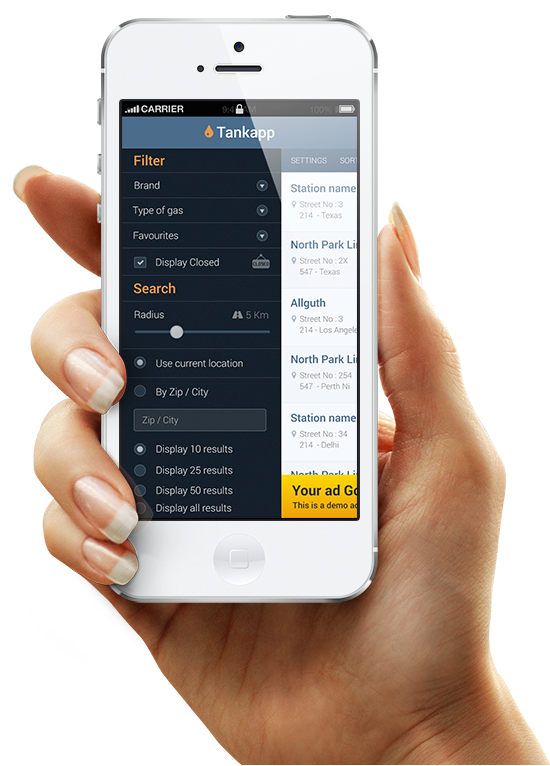 CARRIER
100%
Tankapp
Filter
Brand
Type of gas
Favourites
Display Closed
Search
Radius
5 Km
Use current location
By Zip / City
Zip / City
Display 10 results
Display 25 results
Display 50 results
Display all results
SETTINGS SORT
Station name
Street No : 3
214 - Texas
North Park Li
Street No : 2X
547 - Texas
Allguth
Street No : 3
214 - Los Angele
North Park Li
Street No : 254
547 - Perth Ni
Station name
Street No : 34
214 - Delhi
North Park Li
Your ad Go
This is a demo ad